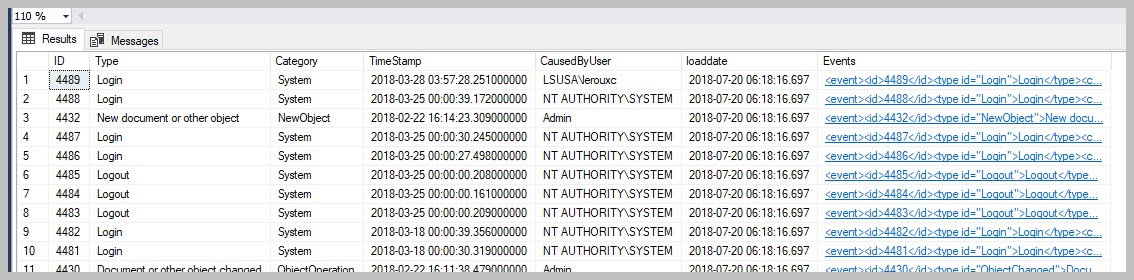 110 %
Results Messages
ID Type Category TimeStamp CausedByUser loaddate Events
1 4489 Login System 2018-03-28 03:57:28.251000000 LSUSA\lerouxc 2018-07-20 06:18:16.697 <event><id>4489</id><type id="Login">Login</type><c...
2 4488 Login System 2018-03-25 00:00:39.172000000 NT AUTHORITY\SYSTEM 2018-07-20 06:18:16.697 <event><id>4488</id><type id="Login">Login</type><c...
3 4432 New document or other object NewObject 2018-02-22 16:14:23.309000000 Admin 2018-07-20 06:18:16.697 <event><id>4432</id><type id="NewObject">New docu...
4 4487 Login System 2018-03-25 00:00:30.245000000 NT AUTHORITY\SYSTEM 2018-07-20 06:18:16.697 <event><id>4487</id><type id="Login">Login</type><c...
5 4486 Login System 2018-03-25 00:00:27.498000000 NT AUTHORITY\SYSTEM 2018-07-20 06:18:16.697 <event><id>4486</id><type id="Login">Login</type><c...
6 4485 Logout System 2018-03-25 00:00:00.208000000 NT AUTHORITY\SYSTEM 2018-07-20 06:18:16.697 <event><id>4485</id><type id="Logout">Logout</type...
7 4484 Logout System 2018-03-25 00:00:00.161000000 NT AUTHORITY\SYSTEM 2018-07-20 06:18:16.697 <event><id>4484</id><type id="Logout">Logout</type...
8 4483 Logout System 2018-03-25 00:00:00.209000000 NT AUTHORITY\SYSTEM 2018-07-20 06:18:16.697 <event><id>4483</id><type id="Logout">Logout</type...
9 4482 Login System 2018-03-18 00:00:39.356000000 NT AUTHORITY\SYSTEM 2018-07-20 06:18:16.697 <event><id>4482</id><type id="Login">Login</type><c...
10 4481 Login System 2018-03-18 00:00:30.319000000 NT AUTHORITY\SYSTEM 2018-07-20 06:18:16.697 <event><id>4481</id><type id="Login">Login</type><c...
11 4430 Document or other object changed ObjectOperation 2018-02-22 16:11:38.479000000 Admin 2018-07-20 06:18:16.697 <event><id>4430</id><type id="ObjectChanged">Docu...